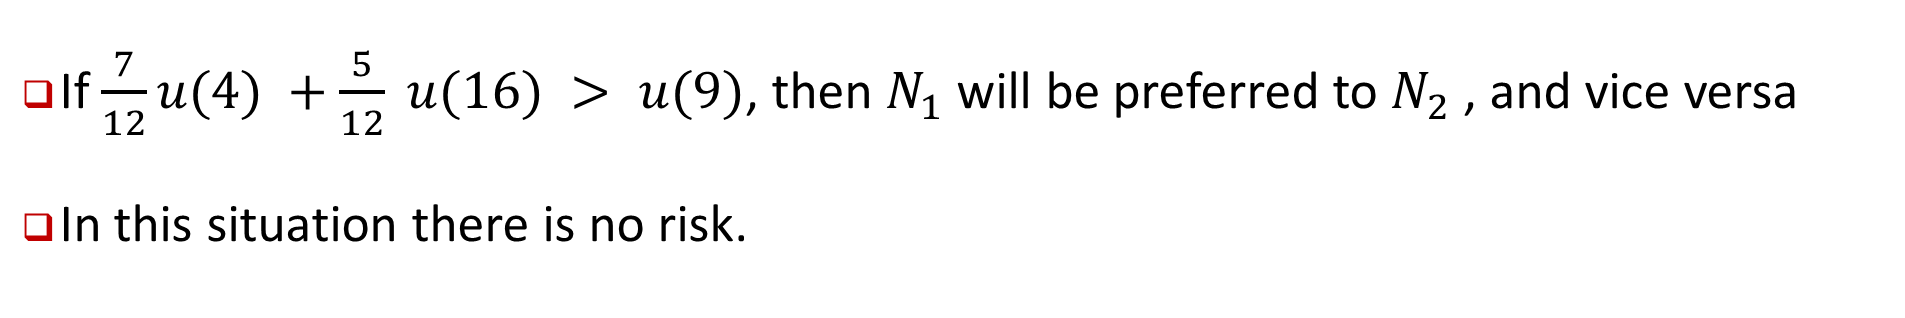 ❑If 7/12 u(4) + 5/12 u(16) > u(9), then N₁ will be preferred to N₂ , and vice versa
❑In this situation there is no risk.